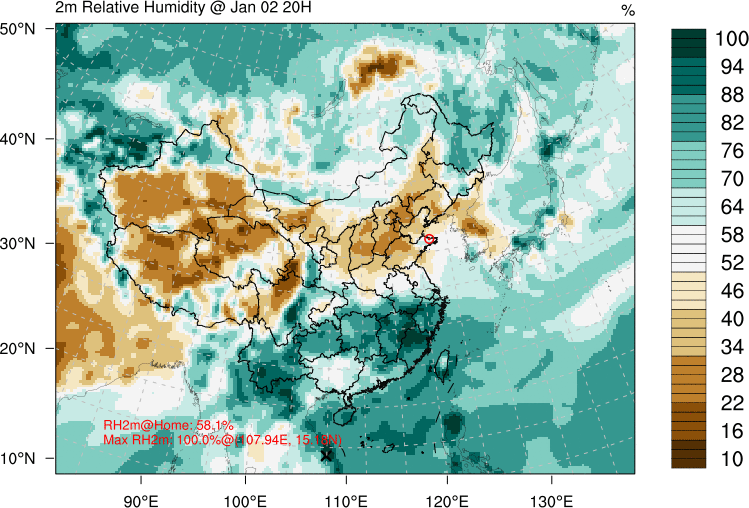 2m Relative Humidity @ Jan 02 20H
%
50°N
40°N
30°N
20°N
10°N
90°E
100°E
110°E
120°E
130°E
100
94
88
82
76
70
64
58
52
46
40
34
28
22
16
10
RH2m@Home: 58.1%
Max RH2m: 100.0%@(107.94E, 15.18N)